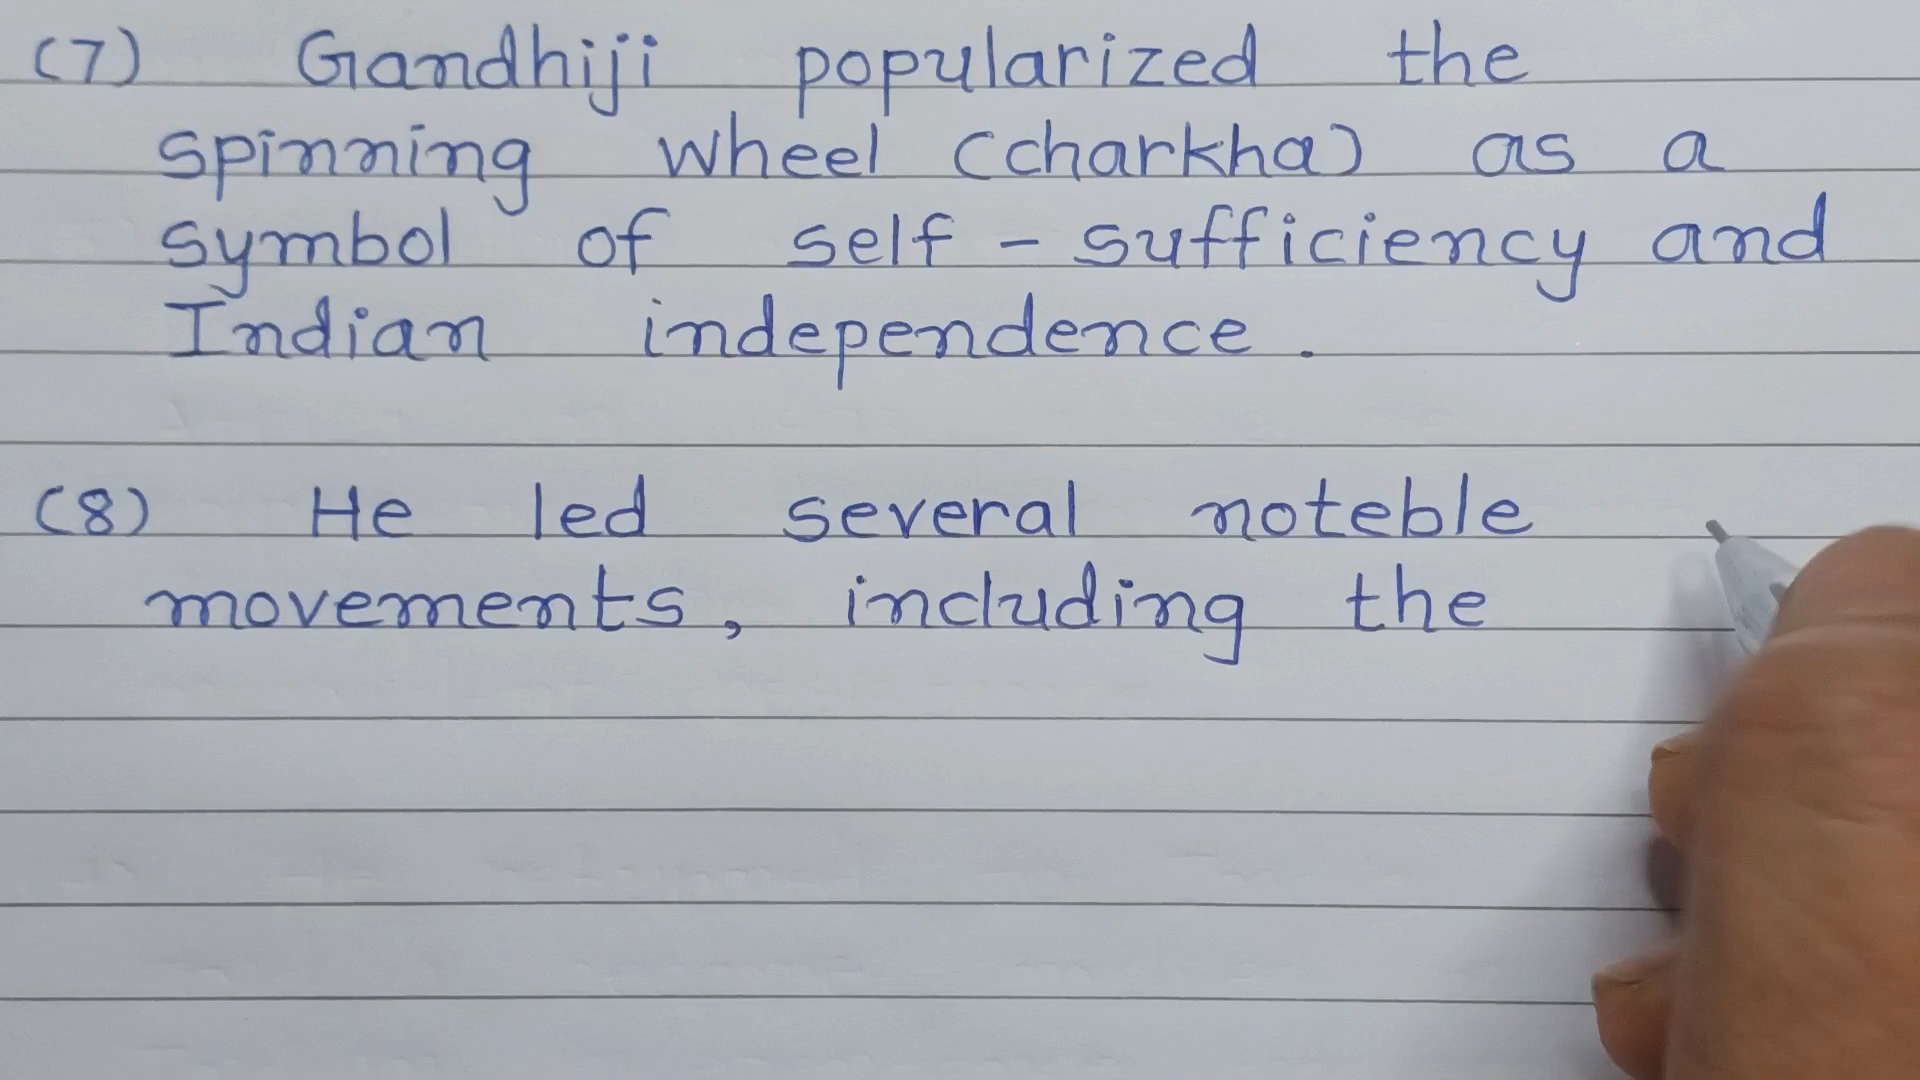 (7) Gandhiji popularized the
spinning wheel (charkha) as a
symbol of self - sufficiency and
Indian independence.
(8) He led several noteble
movements, including the